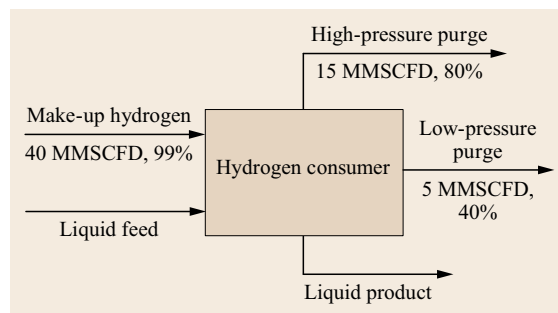 High-pressure purge
15 MMSCFD, 80%
Make-up hydrogen
40 MMSCFD, 99%
Low-pressure
purge
Hydrogen consumer
5 MMSCFD,
40%
Liquid feed
Liquid product